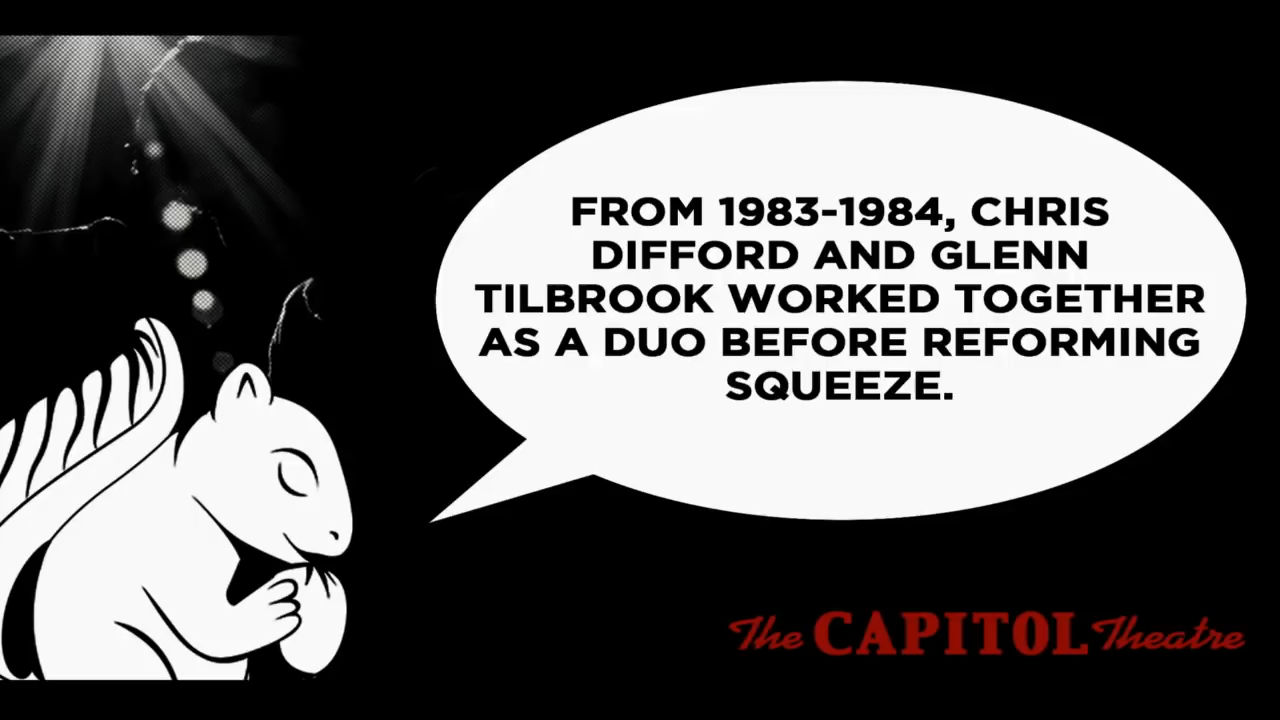 FROM 1983-1984, CHRIS
DIFFORD AND GLENN
TILBROOK WORKED TOGETHER
AS A DUO BEFORE REFORMING
SQUEEZE.
The CAPITOL Theatre